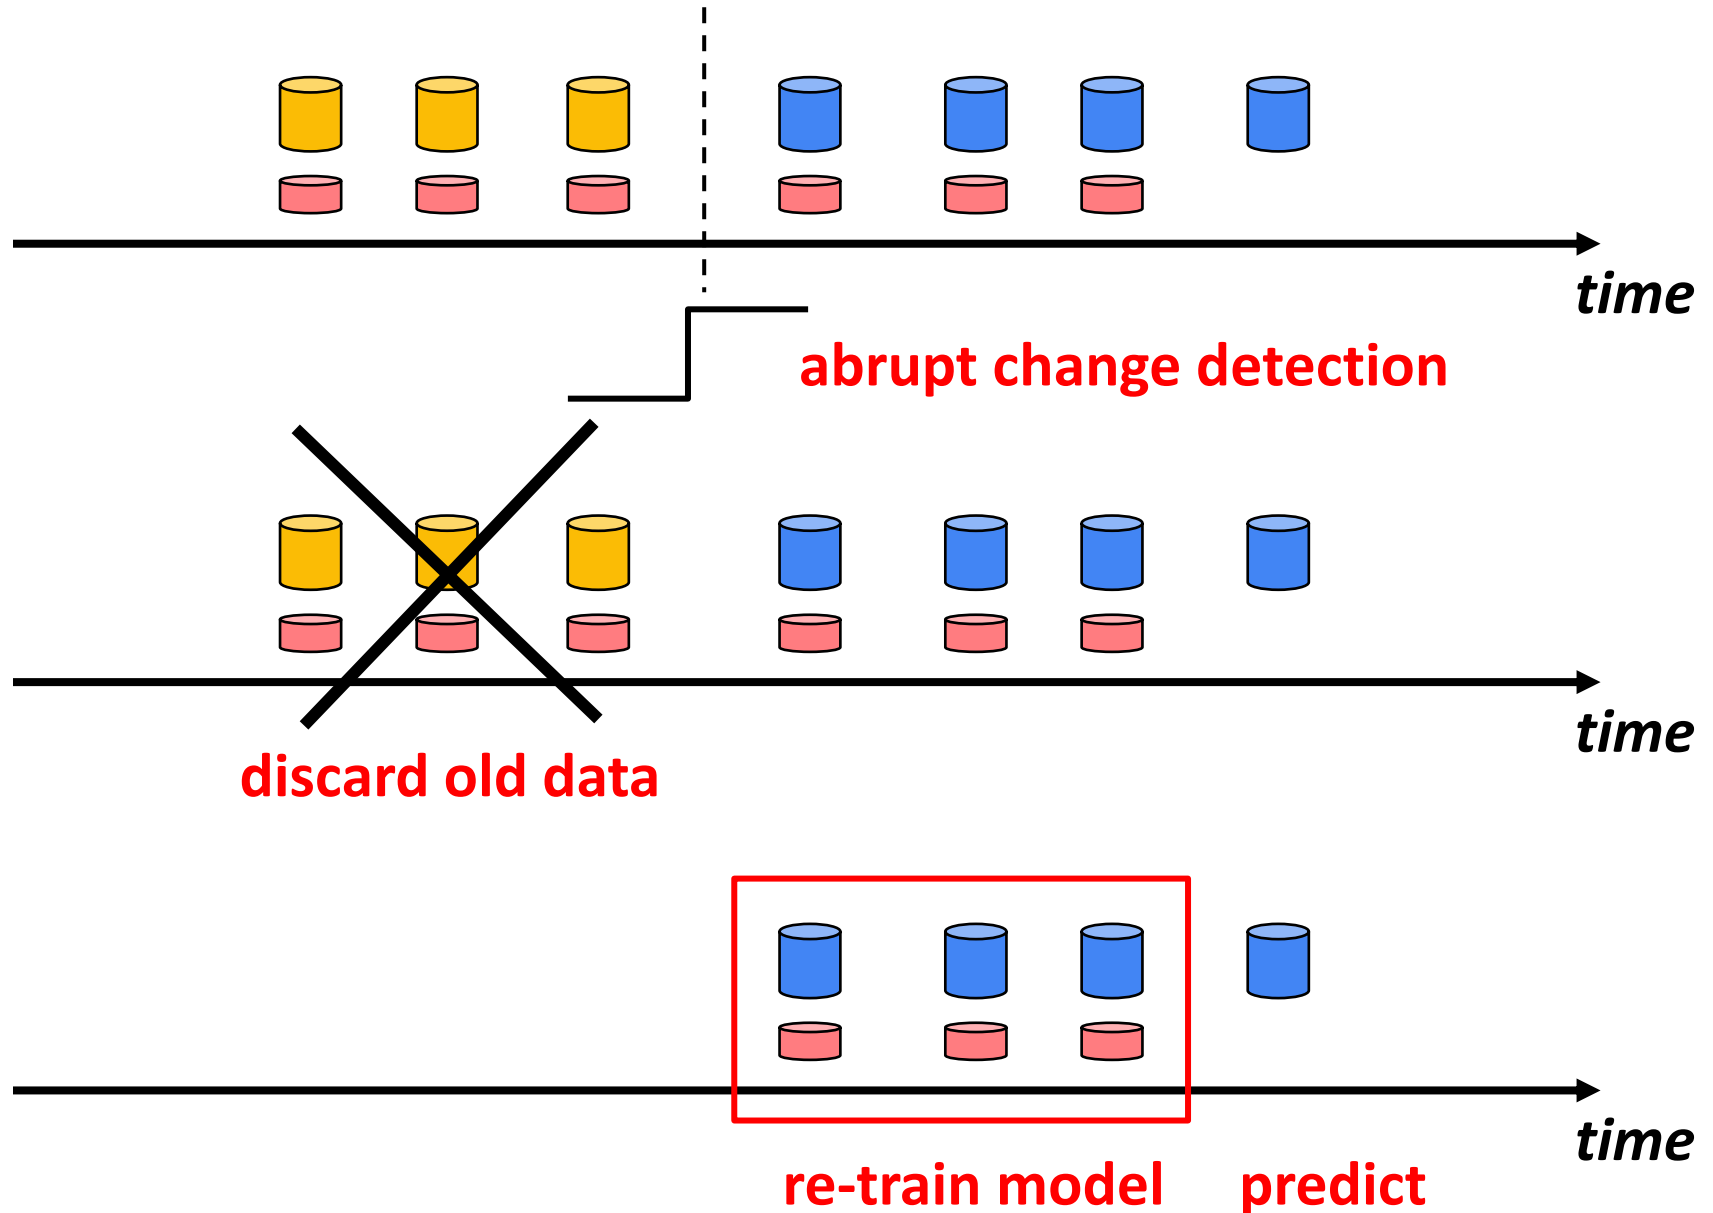 time
abrupt change detection
time
discard old data
time
re-train model
predict